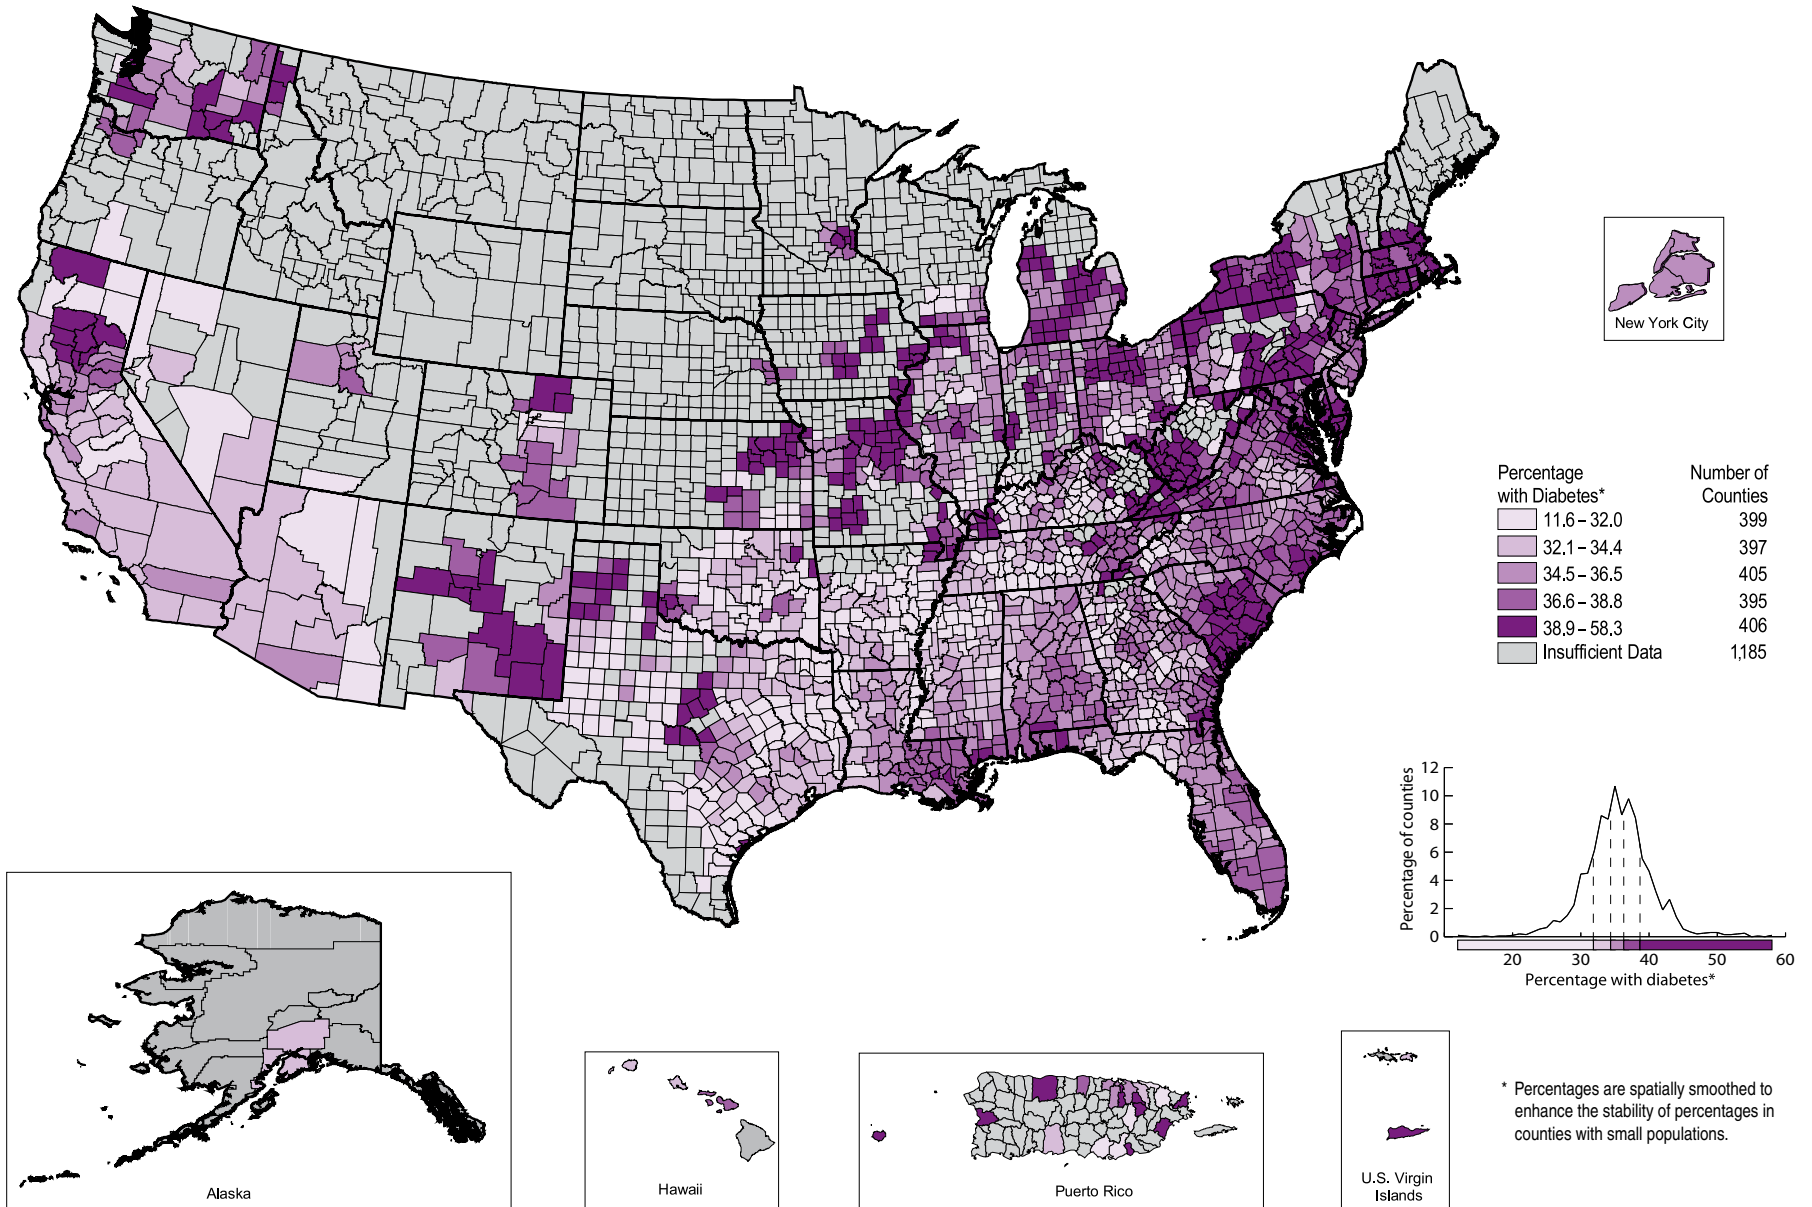 New York City
Percentage with Diabetes*
Number of Counties
11.6 – 32.0 399
32.1 – 34.4 397
34.5 – 36.5 405
36.6 – 38.8 395
38.9 – 58.3 406
Insufficient Data 1,185
Percentage of counties
12
10
8
6
4
2
0
20 30 40 50 60
Percentage with diabetes*
* Percentages are spatially smoothed to
enhance the stability of percentages in
counties with small populations.
Alaska
Hawaii
Puerto Rico
U.S. Virgin
Islands